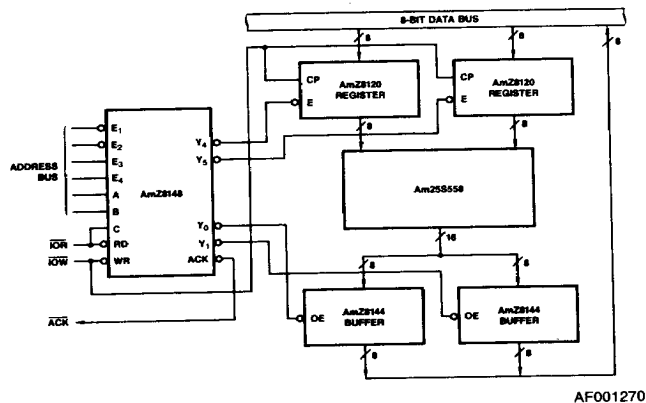 8-BIT DATA BUS
8
8
8
CP
AmZ8120
REGISTER
E
CP
AmZ8120
REGISTER
E
8
8
ADDRESS
BUS
E1
E2
E3
E4
A
B
C
RD
WR
AmZ8148
Y4
Y5
Y0
Y1
ACK
IOR
IOW
ACK
Am25S558
16
8
8
OE
AmZ8144
BUFFER
OE
AmZ8144
BUFFER
8
8
AF001270